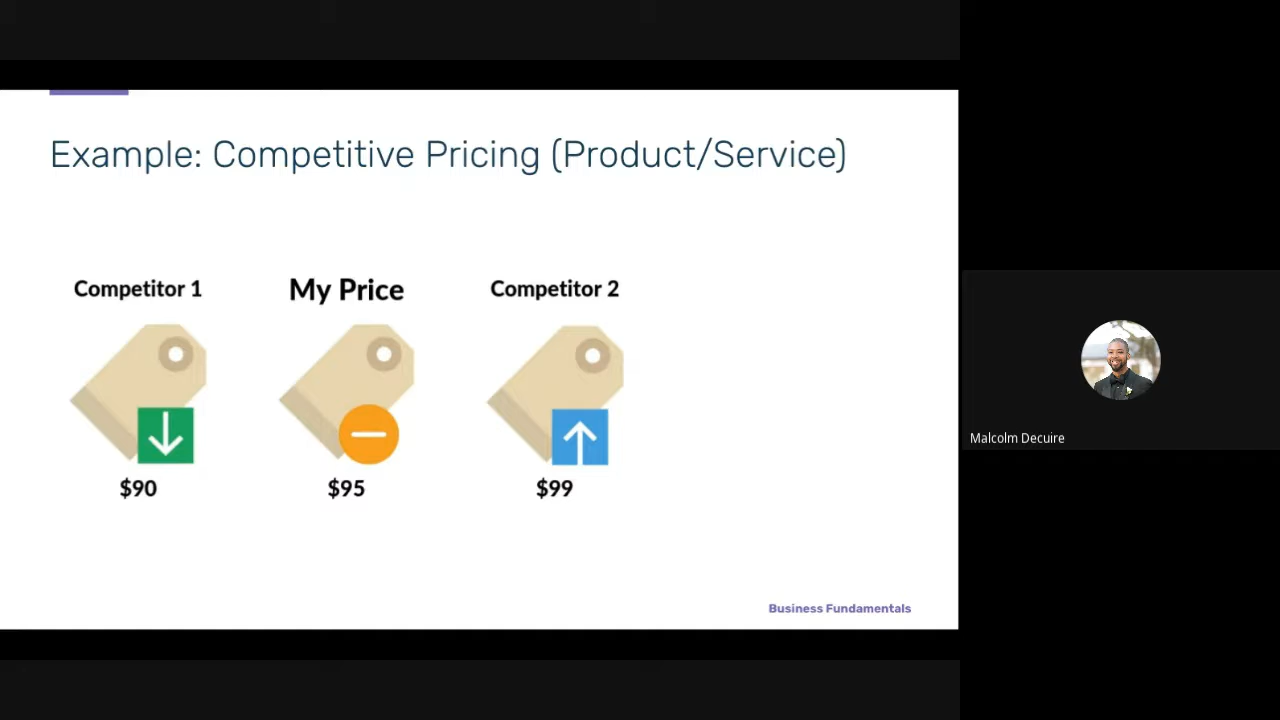 Example: Competitive Pricing (Product/Service)
Competitor 1
My Price
Competitor 2
$90
$95
$99
Business Fundamentals
Malcolm Decuire